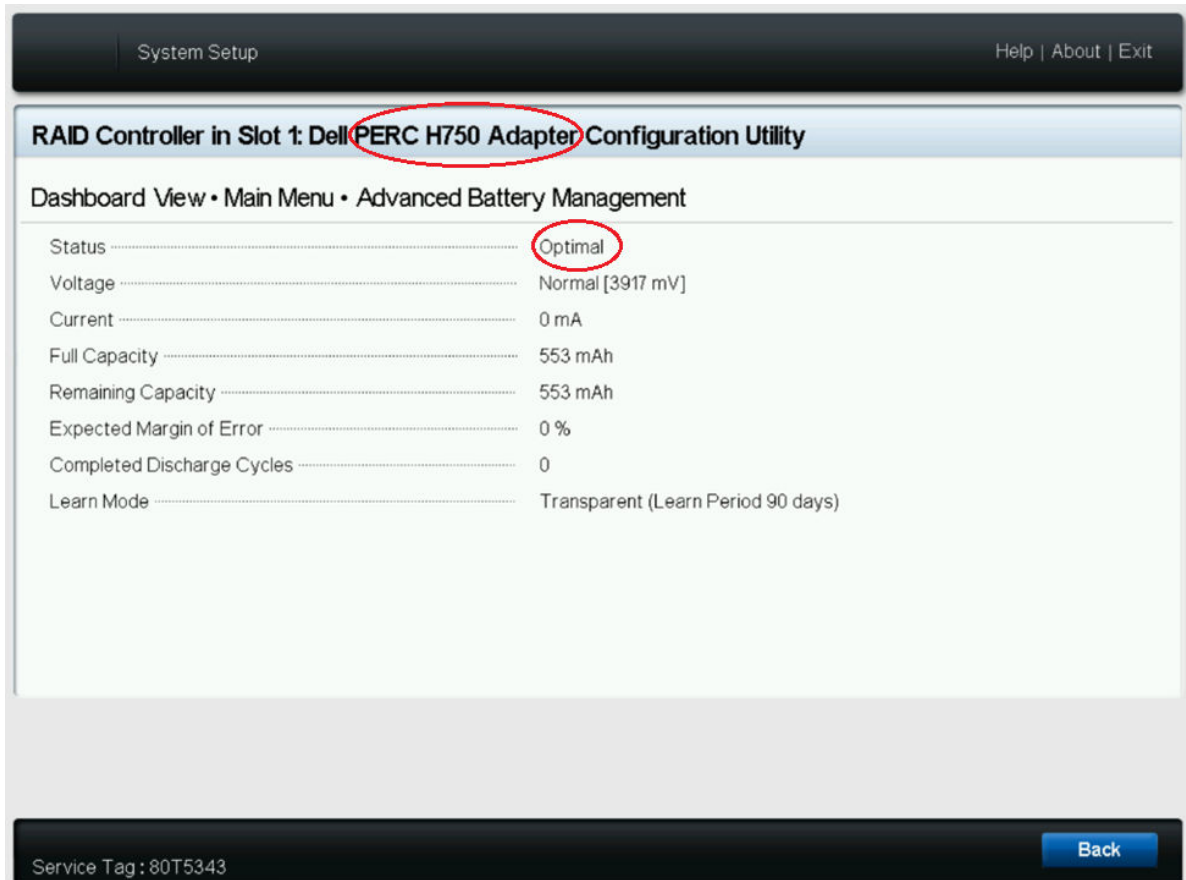 System Setup
Help | About | Exit
RAID Controller in Slot 1: Dell PERC H750 Adapter Configuration Utility
Dashboard View • Main Menu • Advanced Battery Management
Status Optimal
Voltage Normal [3917 mV]
Current 0 mA
Full Capacity 553 mAh
Remaining Capacity 553 mAh
Expected Margin of Error 0 %
Completed Discharge Cycles 0
Learn Mode Transparent (Learn Period 90 days)
Back
Service Tag : 80T5343